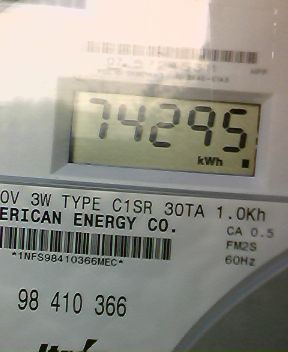 74295
kWh
0V 3W TYPE C1SR 30TA 1.0Kh
ERICAN ENERGY CO.
CA 0.5
FM2S
60Hz
*1NFS98410366MEC*
98 410 366